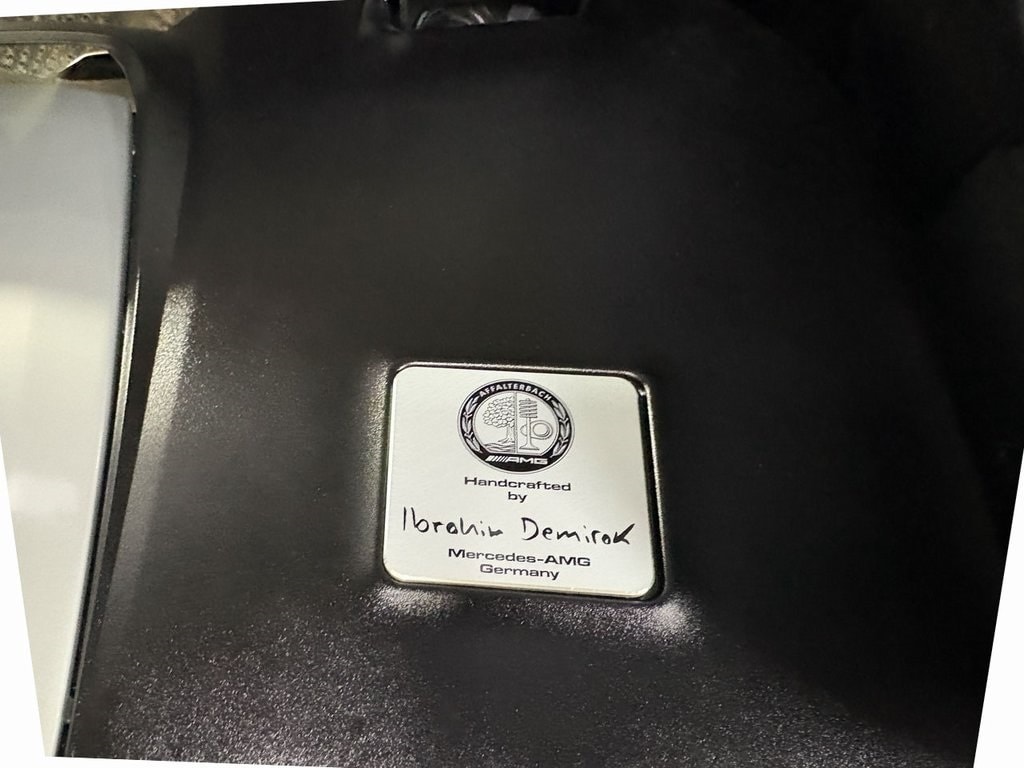 AFFALTERBACH
AMG
Handcrafted
by
Ibrahim Demirok
Mercedes-AMG
Germany